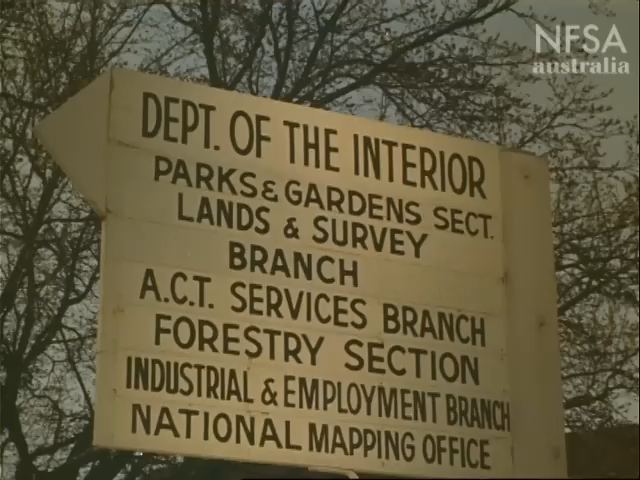 NFSA
australia
DEPT. OF THE INTERIOR
PARKS & GARDENS SECT.
LANDS & SURVEY
BRANCH
A.C.T. SERVICES BRANCH
FORESTRY SECTION
INDUSTRIAL & EMPLOYMENT BRANCH
NATIONAL MAPPING OFFICE